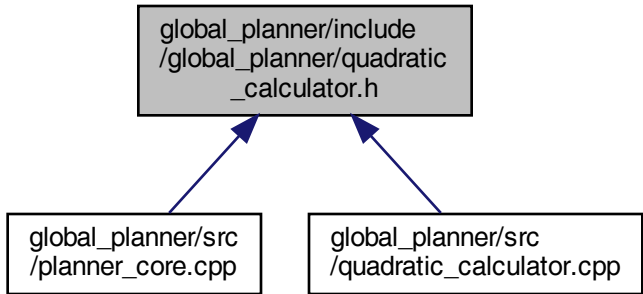 global_planner/include
/global_planner/quadratic
_calculator.h
global_planner/src
/planner_core.cpp
global_planner/src
/quadratic_calculator.cpp